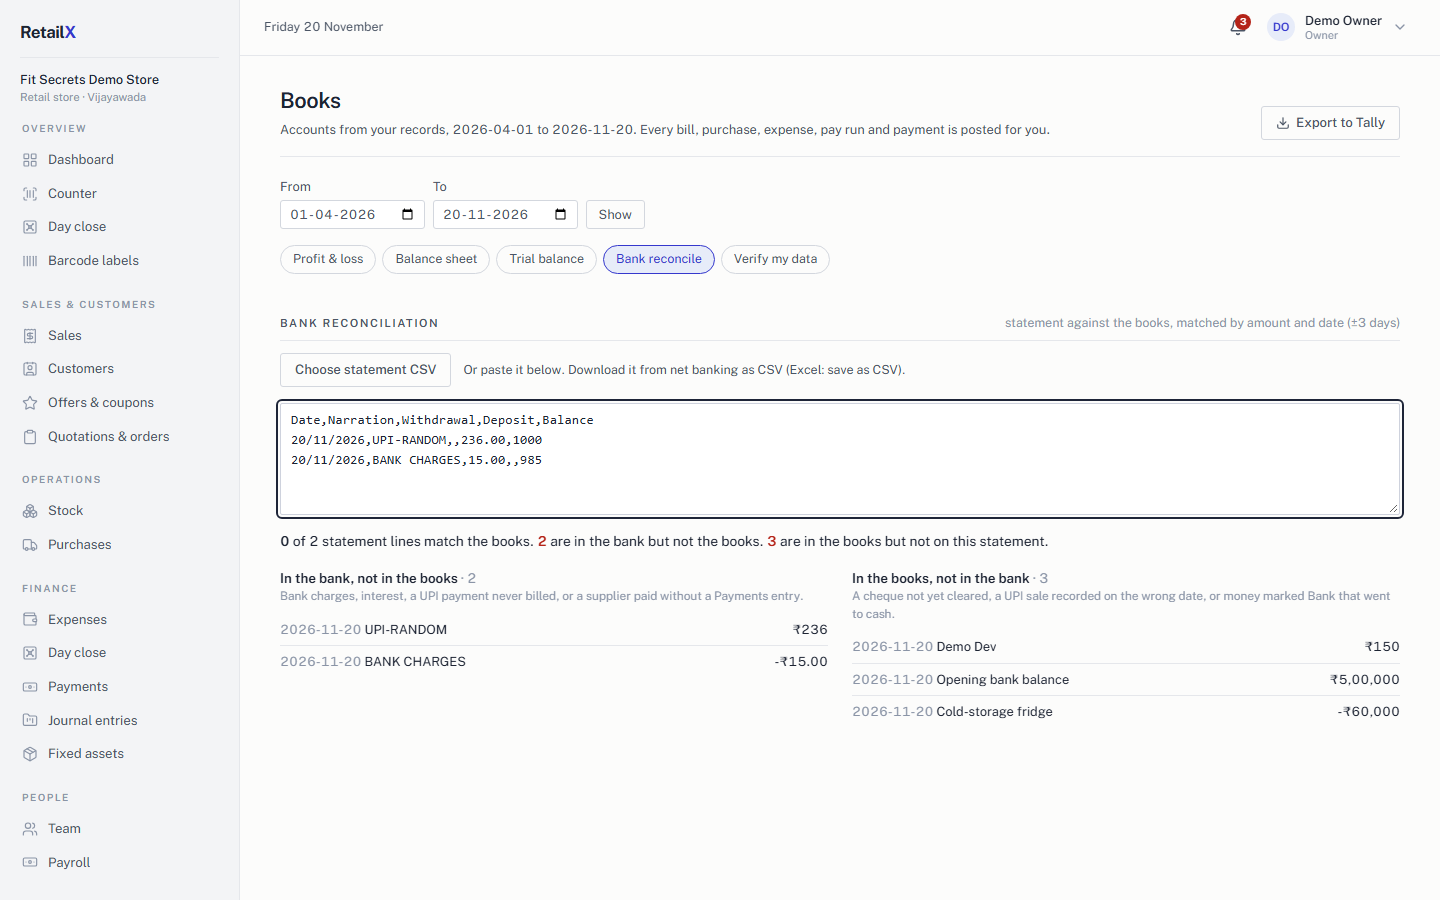 RetailX
Fit Secrets Demo Store
Retail store · Vijayawada
OVERVIEW
Dashboard
Counter
Day close
Barcode labels
SALES & CUSTOMERS
Sales
Customers
Offers & coupons
Quotations & orders
OPERATIONS
Stock
Purchases
FINANCE
Expenses
Day close
Payments
Journal entries
Fixed assets
PEOPLE
Team
Payroll
Friday 20 November
3
DO
Demo Owner
Owner
Books
Accounts from your records, 2026-04-01 to 2026-11-20. Every bill, purchase, expense, pay run and payment is posted for you.
Export to Tally
From To
01-04-2026 20-11-2026 Show
Profit & loss Balance sheet Trial balance Bank reconcile Verify my data
BANK RECONCILIATION statement against the books, matched by amount and date (±3 days)
Choose statement CSV Or paste it below. Download it from net banking as CSV (Excel: save as CSV).
Date,Narration,Withdrawal,Deposit,Balance
20/11/2026,UPI-RANDOM,,236.00,1000
20/11/2026,BANK CHARGES,15.00,,985
0 of 2 statement lines match the books. 2 are in the bank but not the books. 3 are in the books but not on this statement.
In the bank, not in the books · 2
Bank charges, interest, a UPI payment never billed, or a supplier paid without a Payments entry.
2026-11-20 UPI-RANDOM ₹236
2026-11-20 BANK CHARGES -₹15.00
In the books, not in the bank · 3
A cheque not yet cleared, a UPI sale recorded on the wrong date, or money marked Bank that went
to cash.
2026-11-20 Demo Dev ₹150
2026-11-20 Opening bank balance ₹5,00,000
2026-11-20 Cold-storage fridge -₹60,000